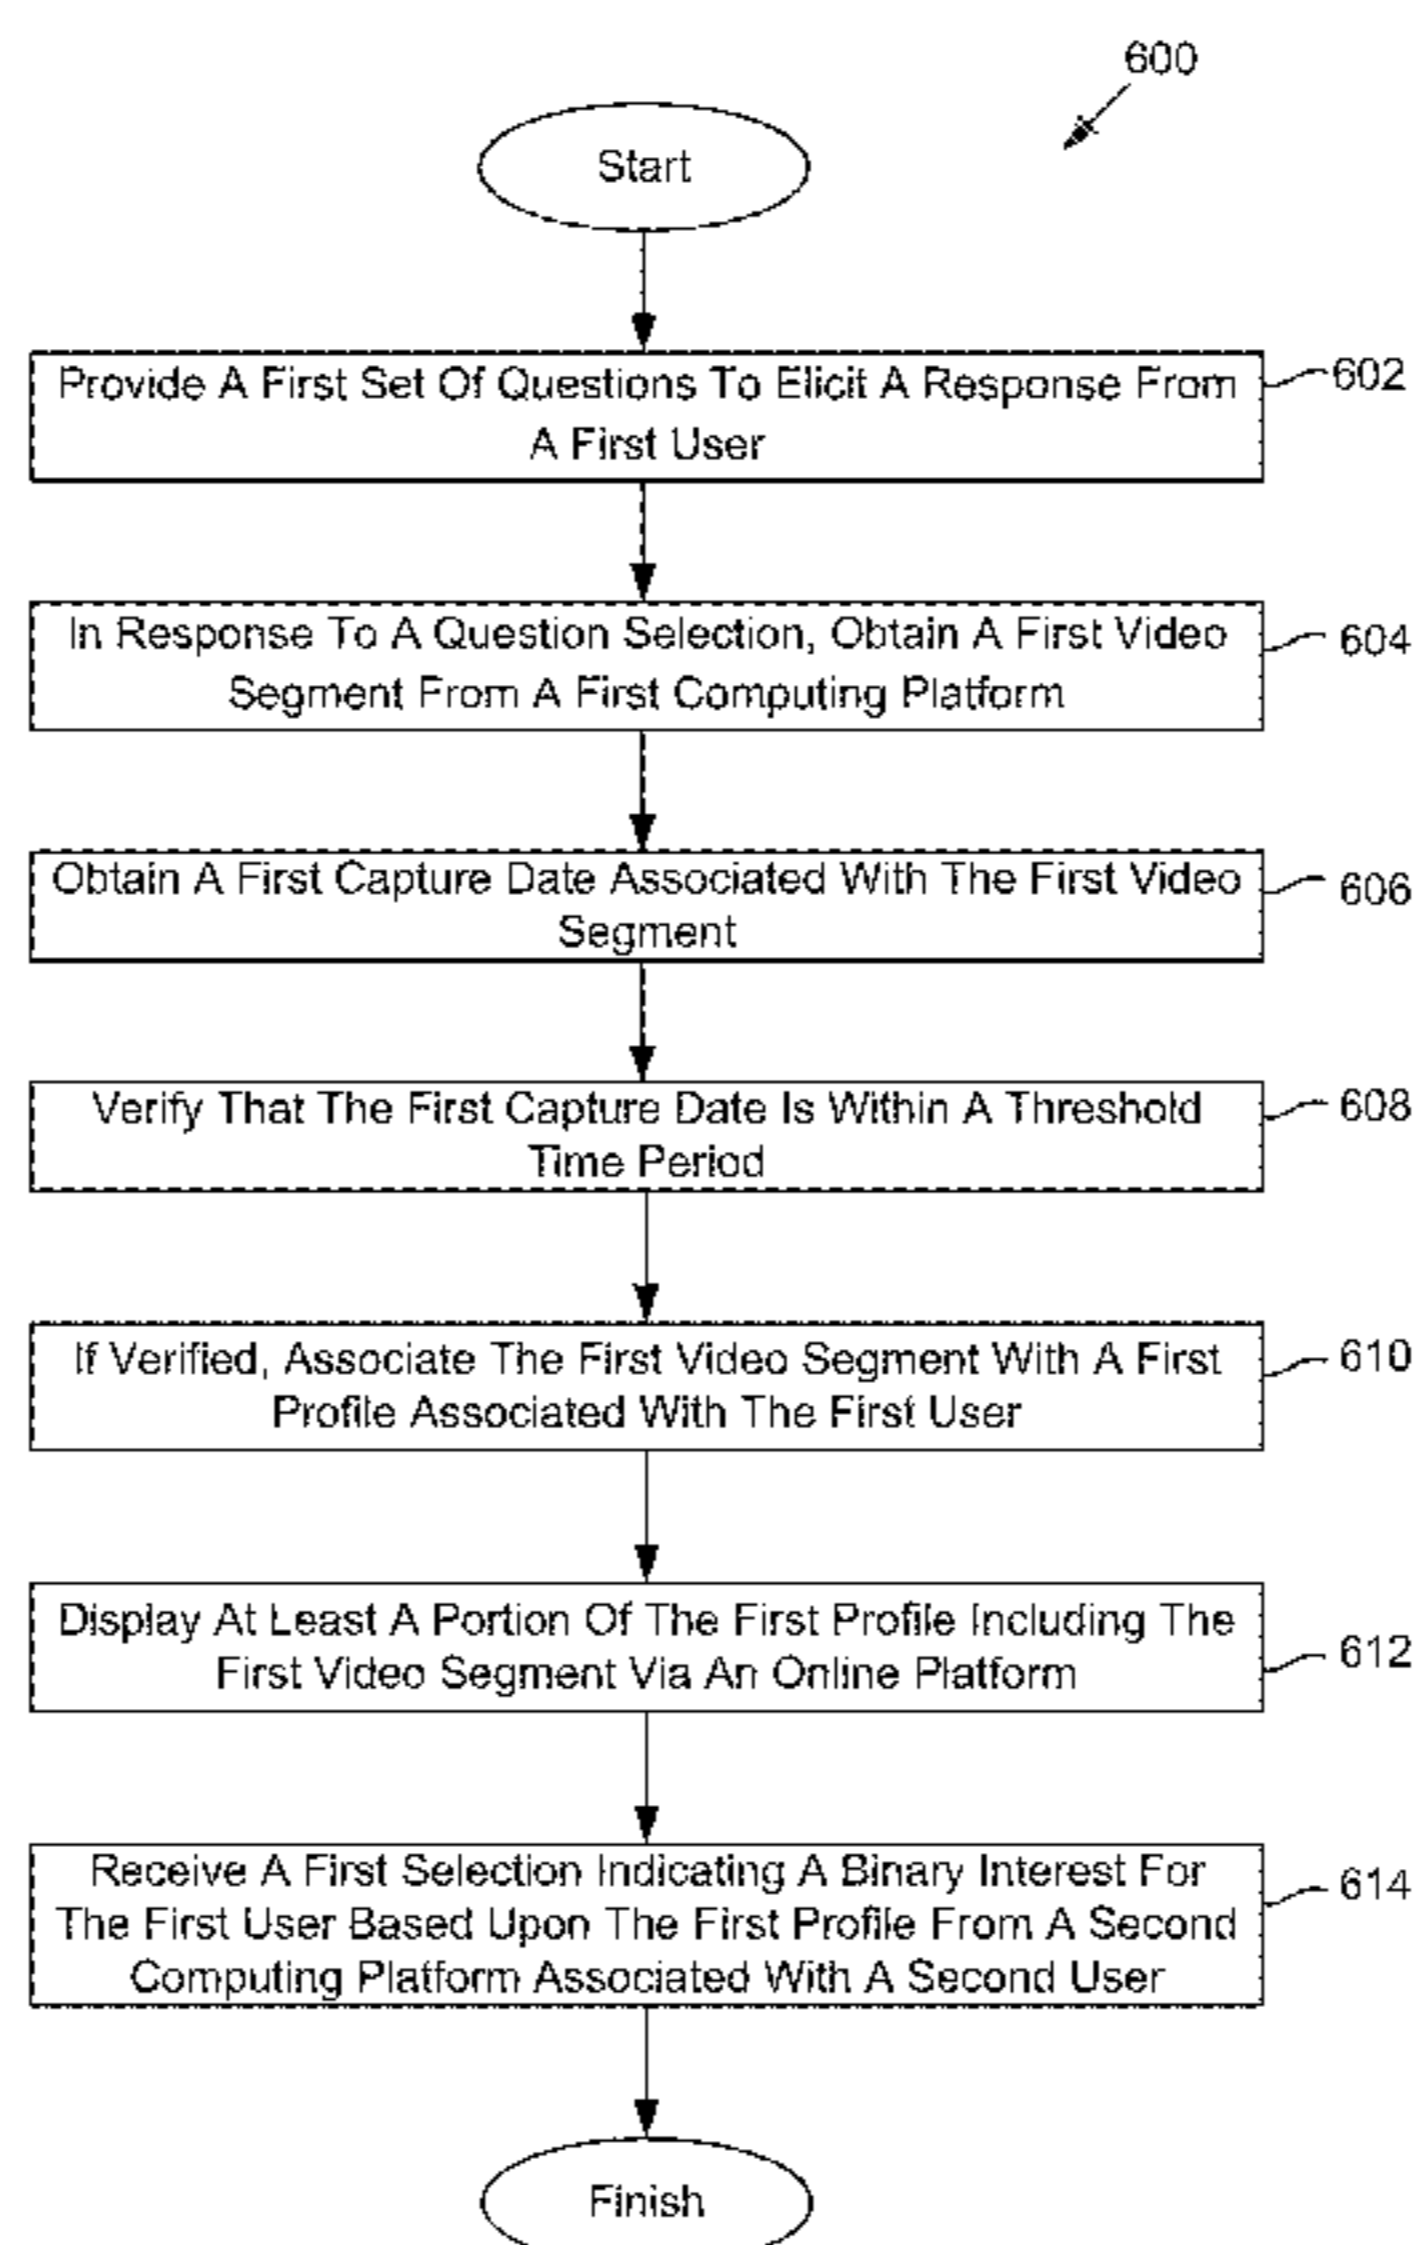 600
Start
Provide A First Set Of Questions To Elicit A Response From
A First User
602
In Response To A Question Selection, Obtain A First Video
Segment From A First Computing Platform
604
Obtain A First Capture Date Associated With The First Video
Segment
606
Verify That The First Capture Date Is Within A Threshold
Time Period
608
If Verified, Associate The First Video Segment With A First
Profile Associated With The First User
610
Display At Least A Portion Of The First Profile Including The
First Video Segment Via An Online Platform
612
Receive A First Selection Indicating A Binary Interest For
The First User Based Upon The First Profile From A Second
Computing Platform Associated With A Second User
614
Finish